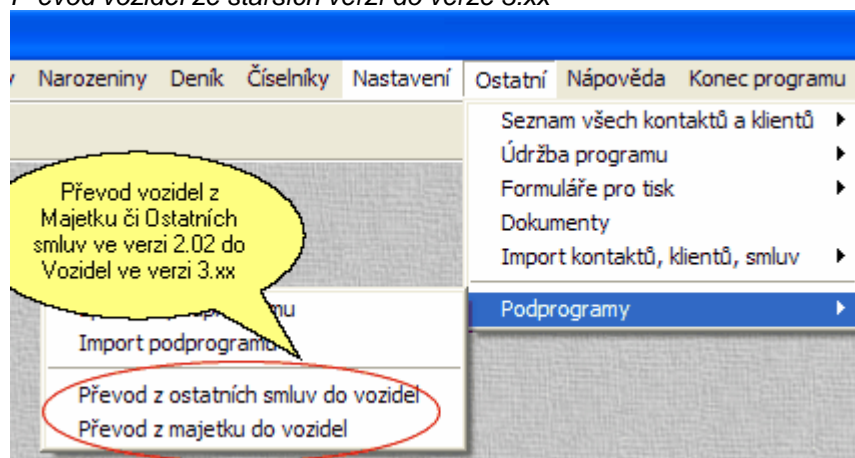 evod vozidel ze starších verzí do verze 3.xx
Narozeniny Deník Číselníky Nastavení Ostatní Nápověda Konec programu
Seznam všech kontaktů a klientů
Údržba programu
Formuláře pro tisk
Dokumenty
Import kontaktů, klientů, smluv
Podprogramy
Převod vozidel z
Majetku či Ostatních
smluv ve verzi 2.02 do
Vozidel ve verzi 3.xx
Import podprogramu
Převod z ostatních smluv do vozidel
Převod z majetku do vozidel